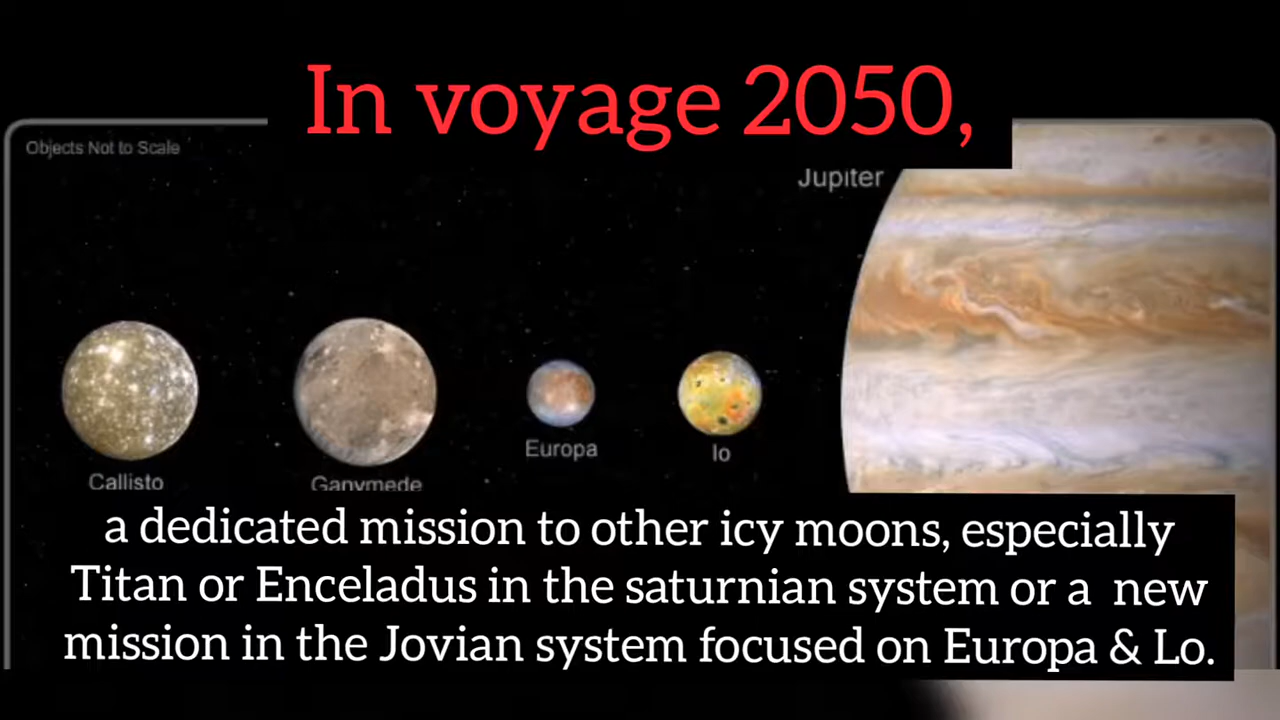 In voyage 2050,
Objects Not to Scale
Jupiter
Europa
Io
Callisto
Ganymede
a dedicated mission to other icy moons, especially
Titan or Enceladus in the saturnian system or a new
mission in the Jovian system focused on Europa & Lo.